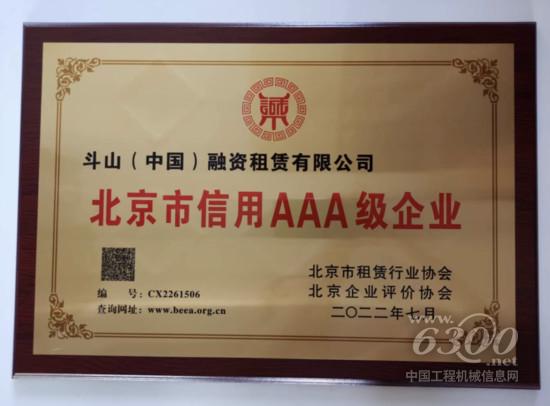 誠
斗山（中国）融资租赁有限公司
北京市信用AAA级企业
编　　号：CX2261506
查询网址：www.beea.org.cn
北京市租赁行业协会
北京企业评价协会
二〇二二年七月
6300
.net
中国工程机械信息网